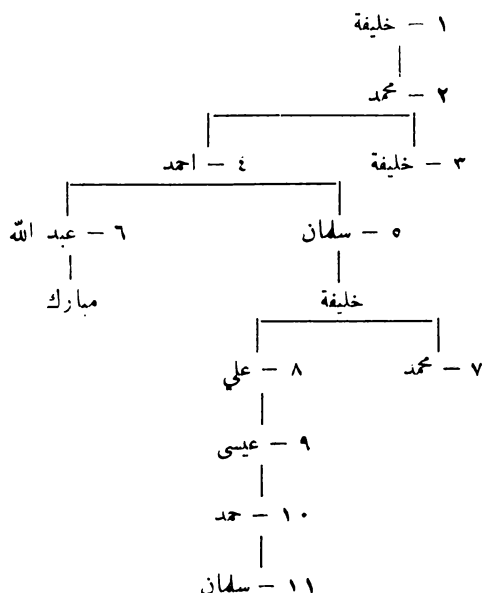 ١ – خليفة
٢ – محمد
٣ – خليفة ٤ – احمد
٥ – سلمان ٦ – عبد الله
خليفة مبارك
٧ – محمد ٨ – علي
٩ – عيسى
١٠ – حمد
١١ – سلمان